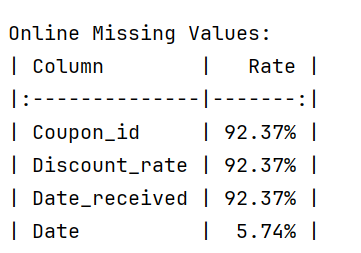 Online Missing Values:
| Column        |   Rate |
|:--------------|-------:|
| Coupon_id     | 92.37% |
| Discount_rate | 92.37% |
| Date_received | 92.37% |
| Date          |  5.74% |